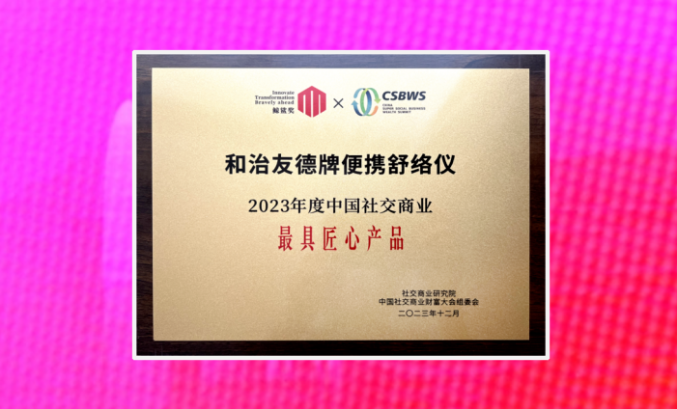 Innovate
Transformation
Bravely ahead
CSBWS
CHINA
SUPER SOCIAL BUSINESS
WEALTH SUMMIT
和治友德牌便携舒络仪
2023年度中国社交商业
最具匠心产品
社交商业研究院
中国社交商业财富大会组委会
二〇二三年十二月